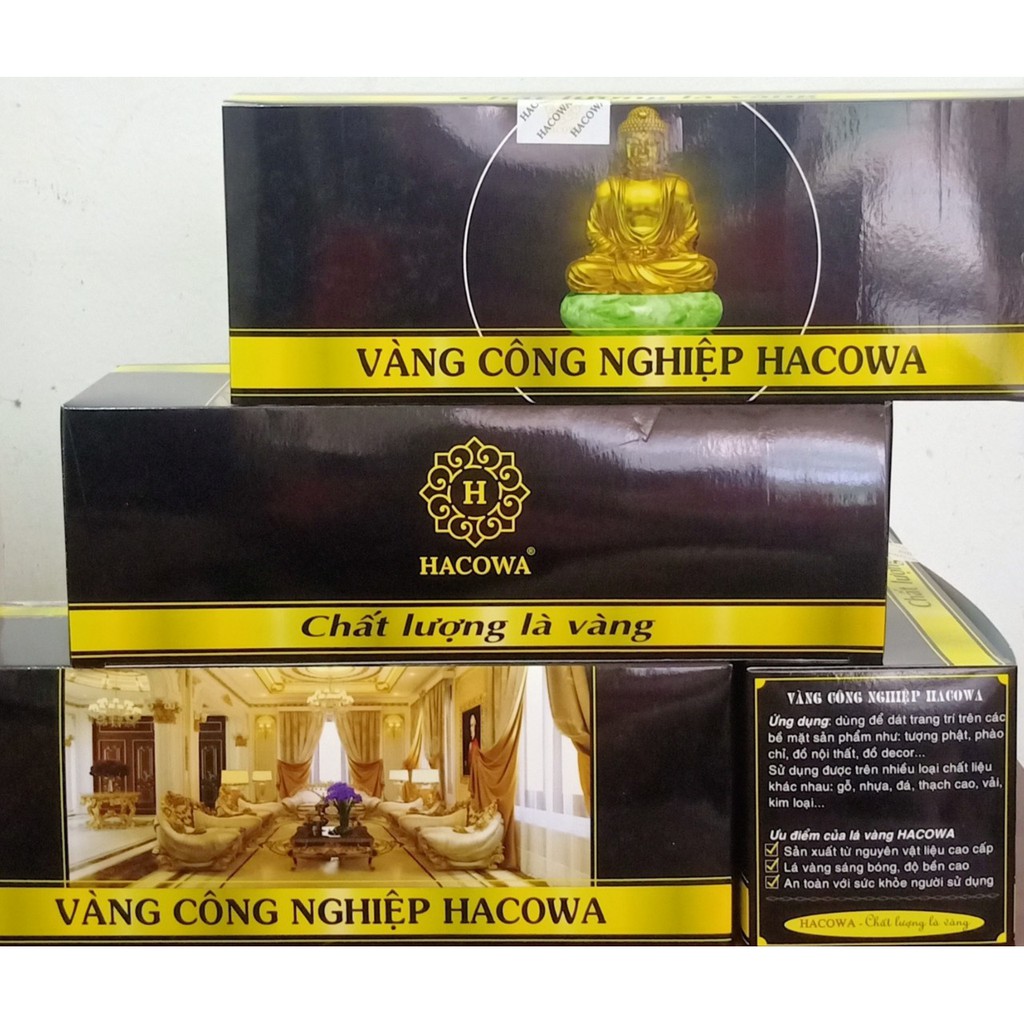 HACOWA
HACOWA
VÀNG CÔNG NGHIỆP HACOWA
H
HACOWA®
Chất lượng là vàng
Chất lượng
VÀNG CÔNG NGHIỆP HACOWA
VÀNG CÔNG NGHIỆP HACOWA
Ứng dụng: dùng để dát trang trí trên các
bề mặt sản phẩm như: tượng phật, phào
chỉ, đồ nội thất, đồ decor...
Sử dụng được trên nhiều loại chất liệu
khác nhau: gỗ, nhựa, đá, thạch cao, vải,
kim loại...
Ưu điểm của lá vàng HACOWA
Sản xuất từ nguyên vật liệu cao cấp
Lá vàng sáng bóng, độ bền cao
An toàn với sức khỏe người sử dụng
HACOWA - Chất lượng là vàng